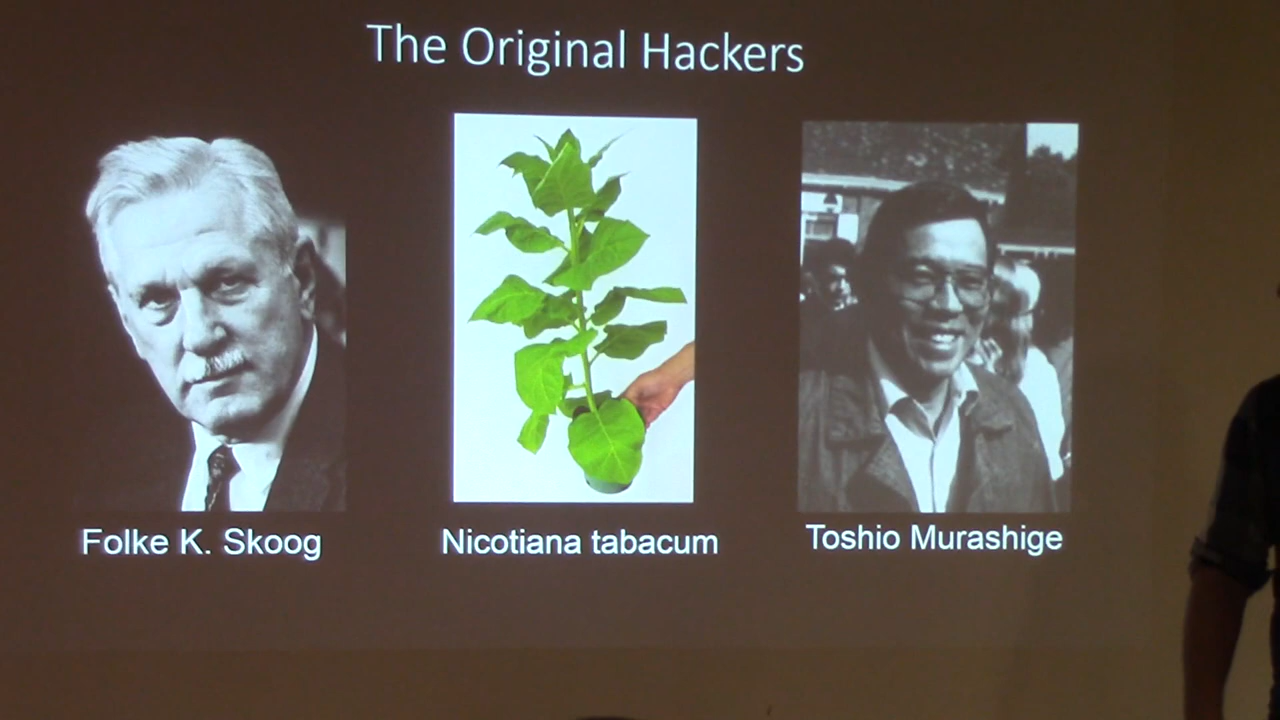 The Original Hackers
Folke K. Skoog
Nicotiana tabacum
Toshio Murashige